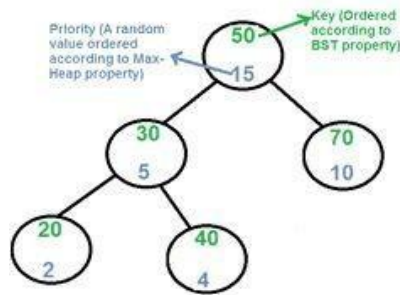 Priority (A random
value ordered
according to Max-
Heap property)
Key (Ordered
according to
BST property)
50
15
30
5
70
10
20
2
40
4